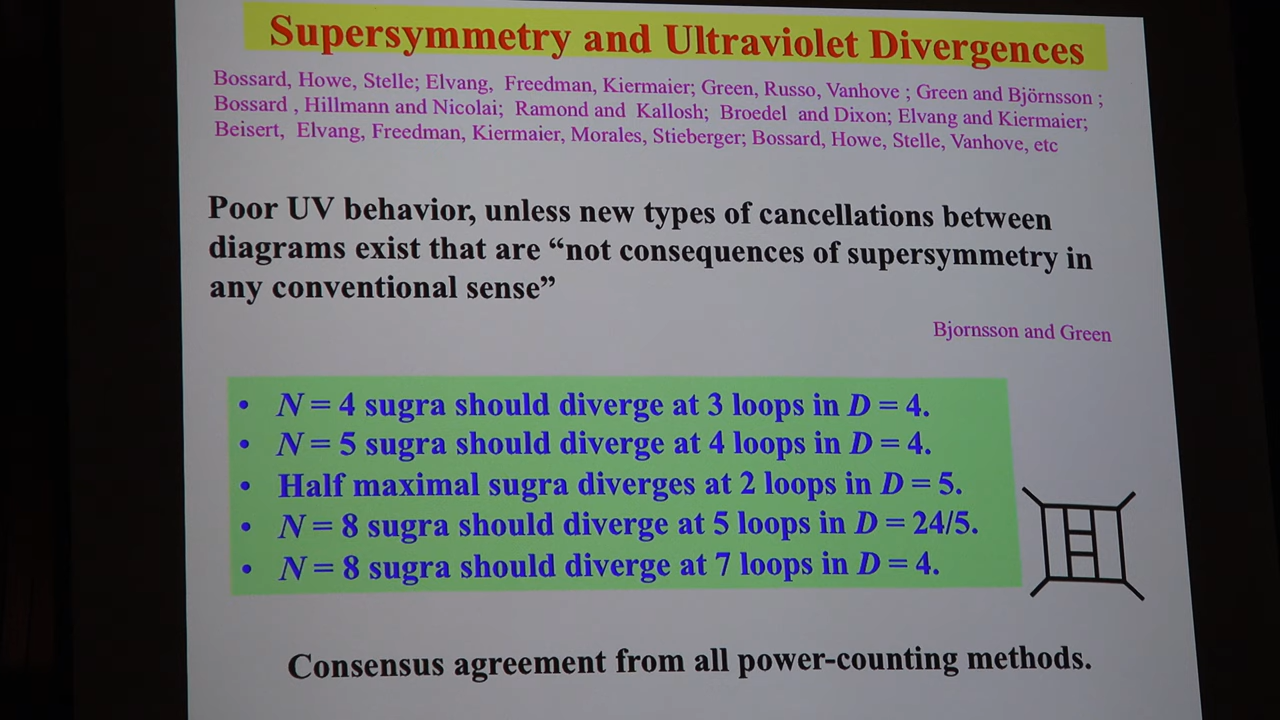 Supersymmetry and Ultraviolet Divergences
Bossard, Howe, Stelle; Elvang, Freedman, Kiermaier; Green, Russo, Vanhove ; Green and Björnsson ;
Bossard , Hillmann and Nicolai; Ramond and Kallosh; Broedel and Dixon; Elvang and Kiermaier;
Beisert, Elvang, Freedman, Kiermaier, Morales, Stieberger; Bossard, Howe, Stelle, Vanhove, etc
Poor UV behavior, unless new types of cancellations between
diagrams exist that are “not consequences of supersymmetry in
any conventional sense”
Bjornsson and Green
• N = 4 sugra should diverge at 3 loops in D = 4.
• N = 5 sugra should diverge at 4 loops in D = 4.
• Half maximal sugra diverges at 2 loops in D = 5.
• N = 8 sugra should diverge at 5 loops in D = 24/5.
• N = 8 sugra should diverge at 7 loops in D = 4.
Consensus agreement from all power-counting methods.